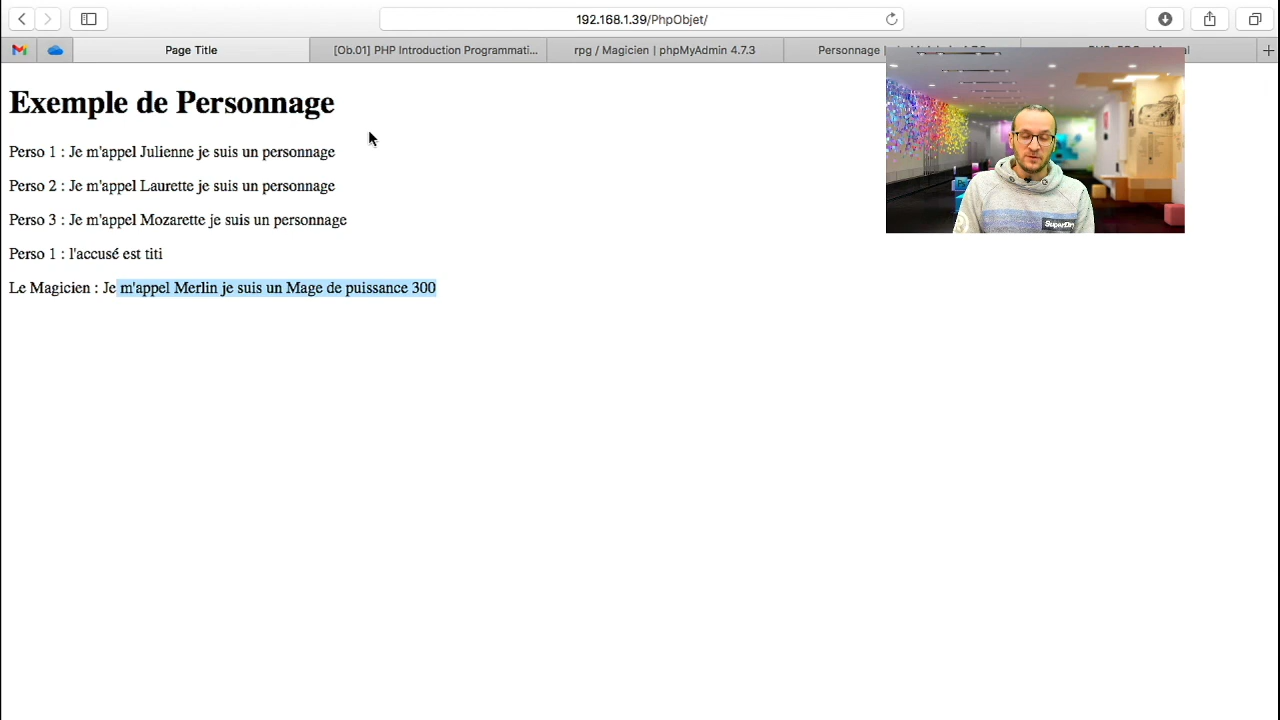 192.168.1.39/PhpObjet/
Page Title
[Ob.01] PHP Introduction Programmati...
rpg / Magicien | phpMyAdmin 4.7.3
Personnage
Exemple de Personnage
Perso 1 : Je m'appel Julienne je suis un personnage
Perso 2 : Je m'appel Laurette je suis un personnage
Perso 3 : Je m'appel Mozarette je suis un personnage
Perso 1 : l'accusé est titi
Le Magicien : Je m'appel Merlin je suis un Mage de puissance 300
SuperDry